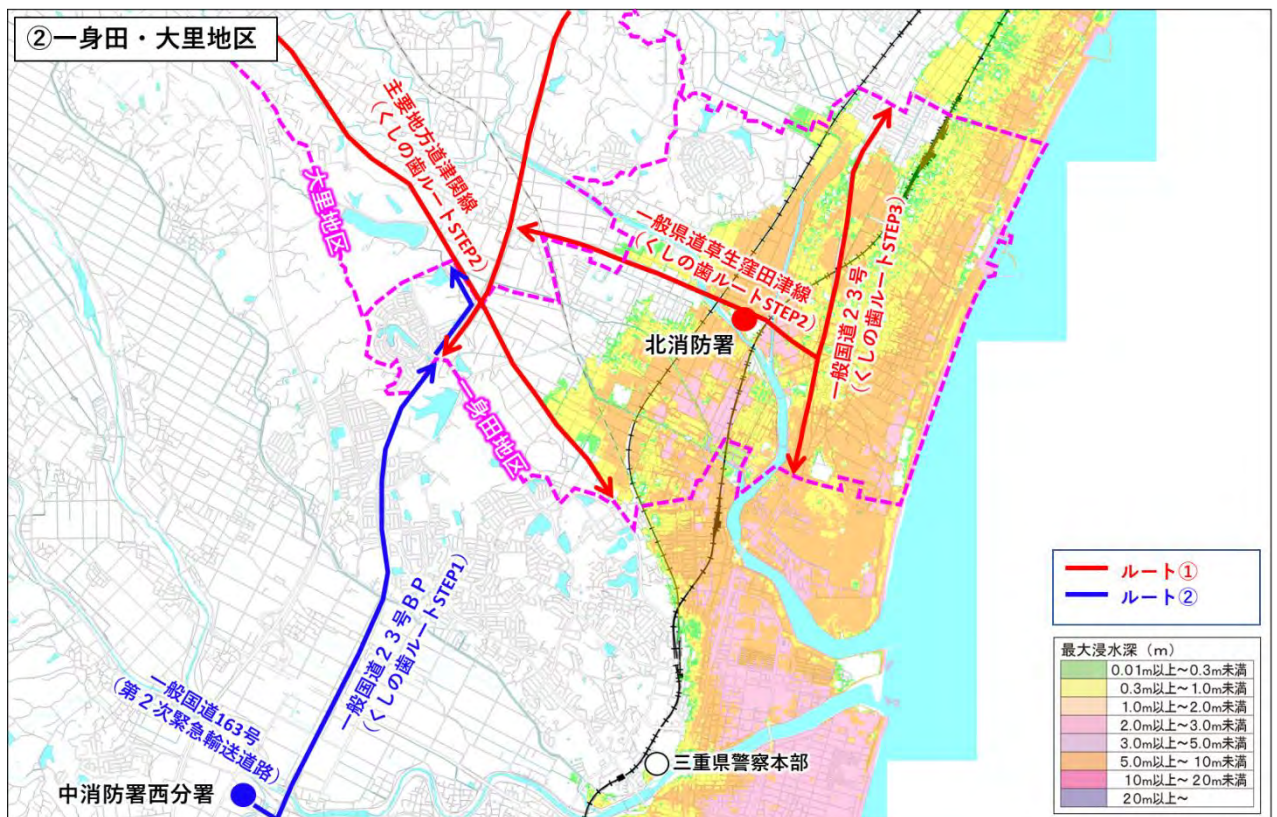 ②一身田・大里地区
主要地方道津関線
(くしの歯ルートSTEP2)
大里地区
一般県道草生窪田津線
(くしの歯ルートSTEP2)
一般国道23号
(くしの歯ルートSTEP3)
北消防署
一身田地区
一般国道23号BP
(くしの歯ルートSTEP1)
一般国道163号
(第2次緊急輸送道路)
中消防署西分署
三重県警察本部
ルート①
ルート②
最大浸水深(m)
0.01m以上~0.3m未満
0.3m以上~1.0m未満
1.0m以上~2.0m未満
2.0m以上~3.0m未満
3.0m以上~5.0m未満
5.0m以上~10m未満
10m以上~20m未満
20m以上~